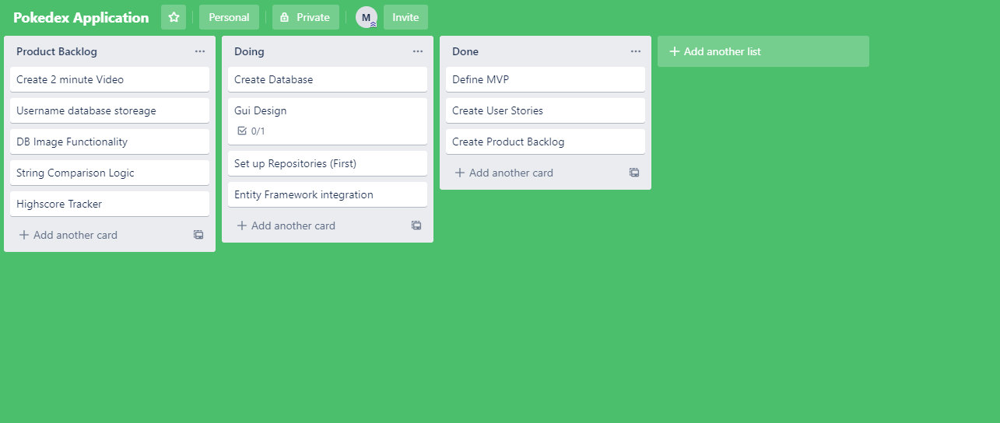 Pokedex Application
Personal
Private
M
Invite
Product Backlog
Create 2 minute Video
Username database storeage
DB Image Functionality
String Comparison Logic
Highscore Tracker
Add another card
Doing
Create Database
Gui Design
0/1
Set up Repositories (First)
Entity Framework integration
Add another card
Done
Define MVP
Create User Stories
Create Product Backlog
Add another card
Add another list